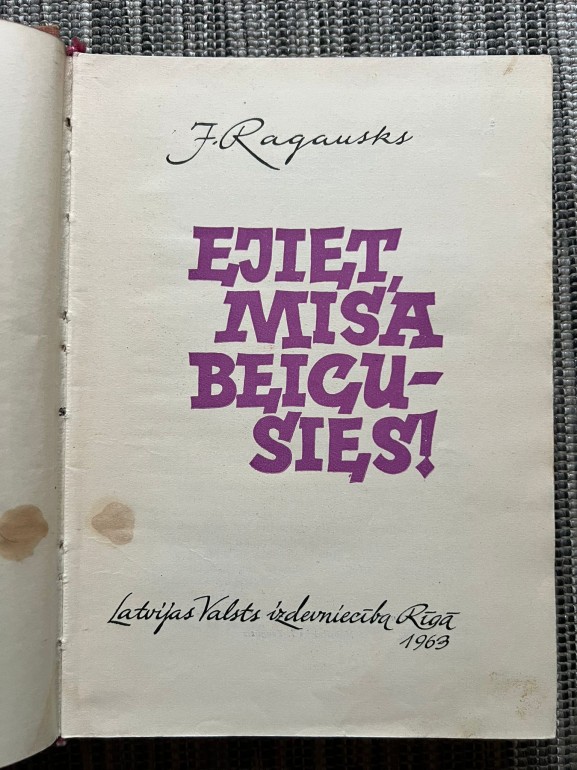 J. Ragausks
EJIET,
MISA
BEIGU-
SIES!
Latvijas Valsts izdevniecība Rīgā
1963